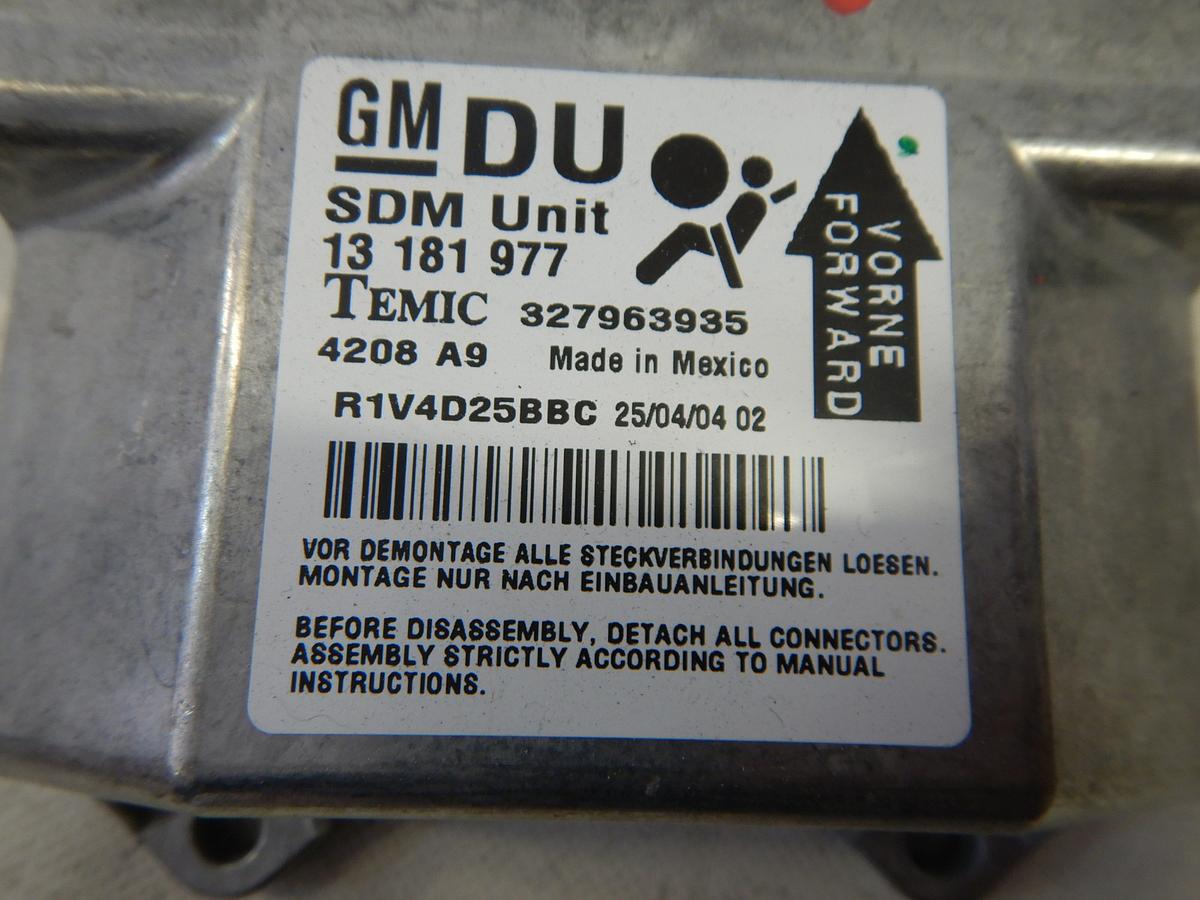 GM DU
SDM Unit
13 181 977
TEMIC 327963935
4208 A9 Made in Mexico
R1V4D25BBC 25/04/04 02
VORNE
FORWARD
VOR DEMONTAGE ALLE STECKVERBINDUNGEN LOESEN.
MONTAGE NUR NACH EINBAUANLEITUNG.
BEFORE DISASSEMBLY, DETACH ALL CONNECTORS.
ASSEMBLY STRICTLY ACCORDING TO MANUAL
INSTRUCTIONS.